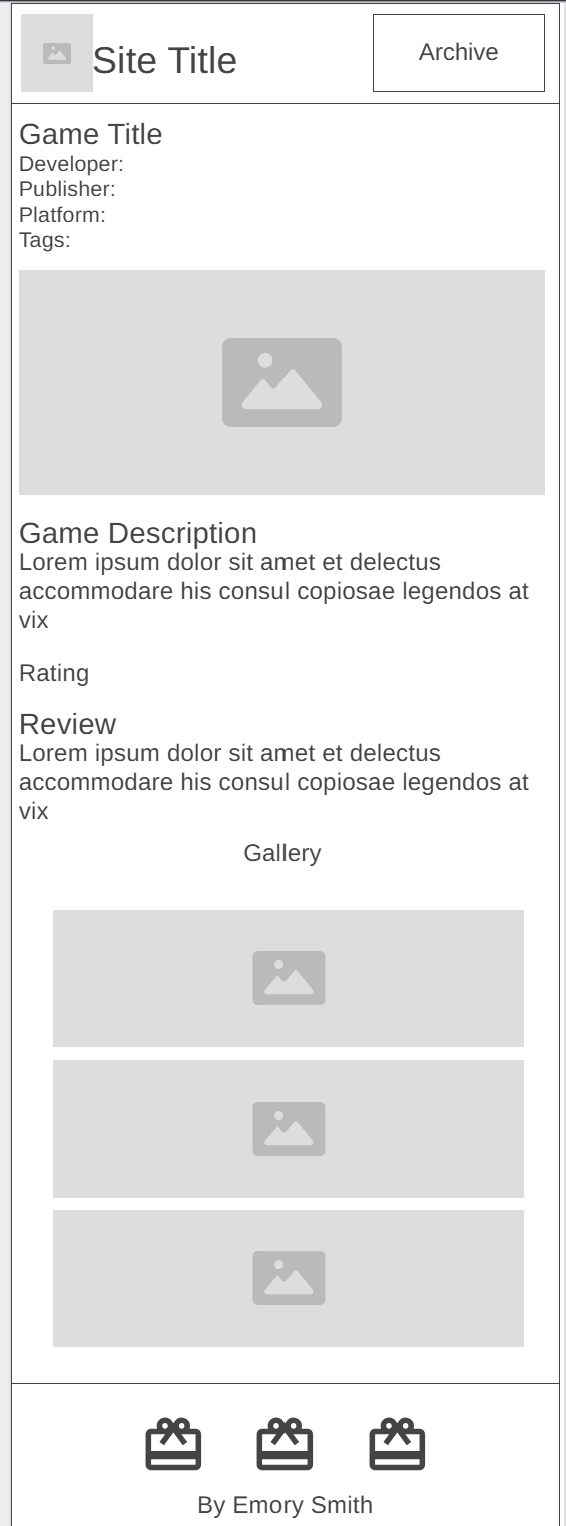 Site Title
Archive
Game Title
Developer:
Publisher:
Platform:
Tags:
Game Description
Lorem ipsum dolor sit amet et delectus
accommodare his consul copiosae legendos at
vix
Rating
Review
Lorem ipsum dolor sit amet et delectus
accommodare his consul copiosae legendos at
vix
Gallery
By Emory Smith